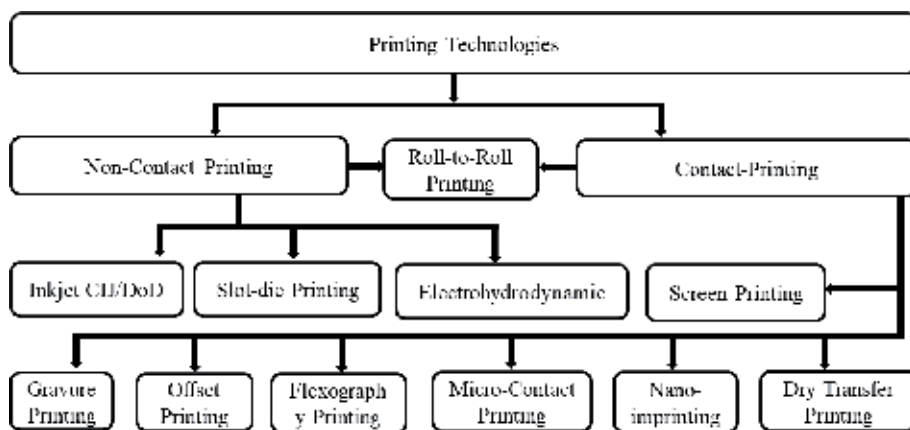 Printing Technologies
Non-Contact Printing
Roll-to-Roll
Printing
Contact-Printing
Inkjet CIJ/DoD
Slot-die Printing
Electrohydrodynamic
Screen Printing
Gravure
Printing
Offset
Printing
Flexograph
y Printing
Micro-Contact
Printing
Nano-
imprinting
Dry Transfer
Printing